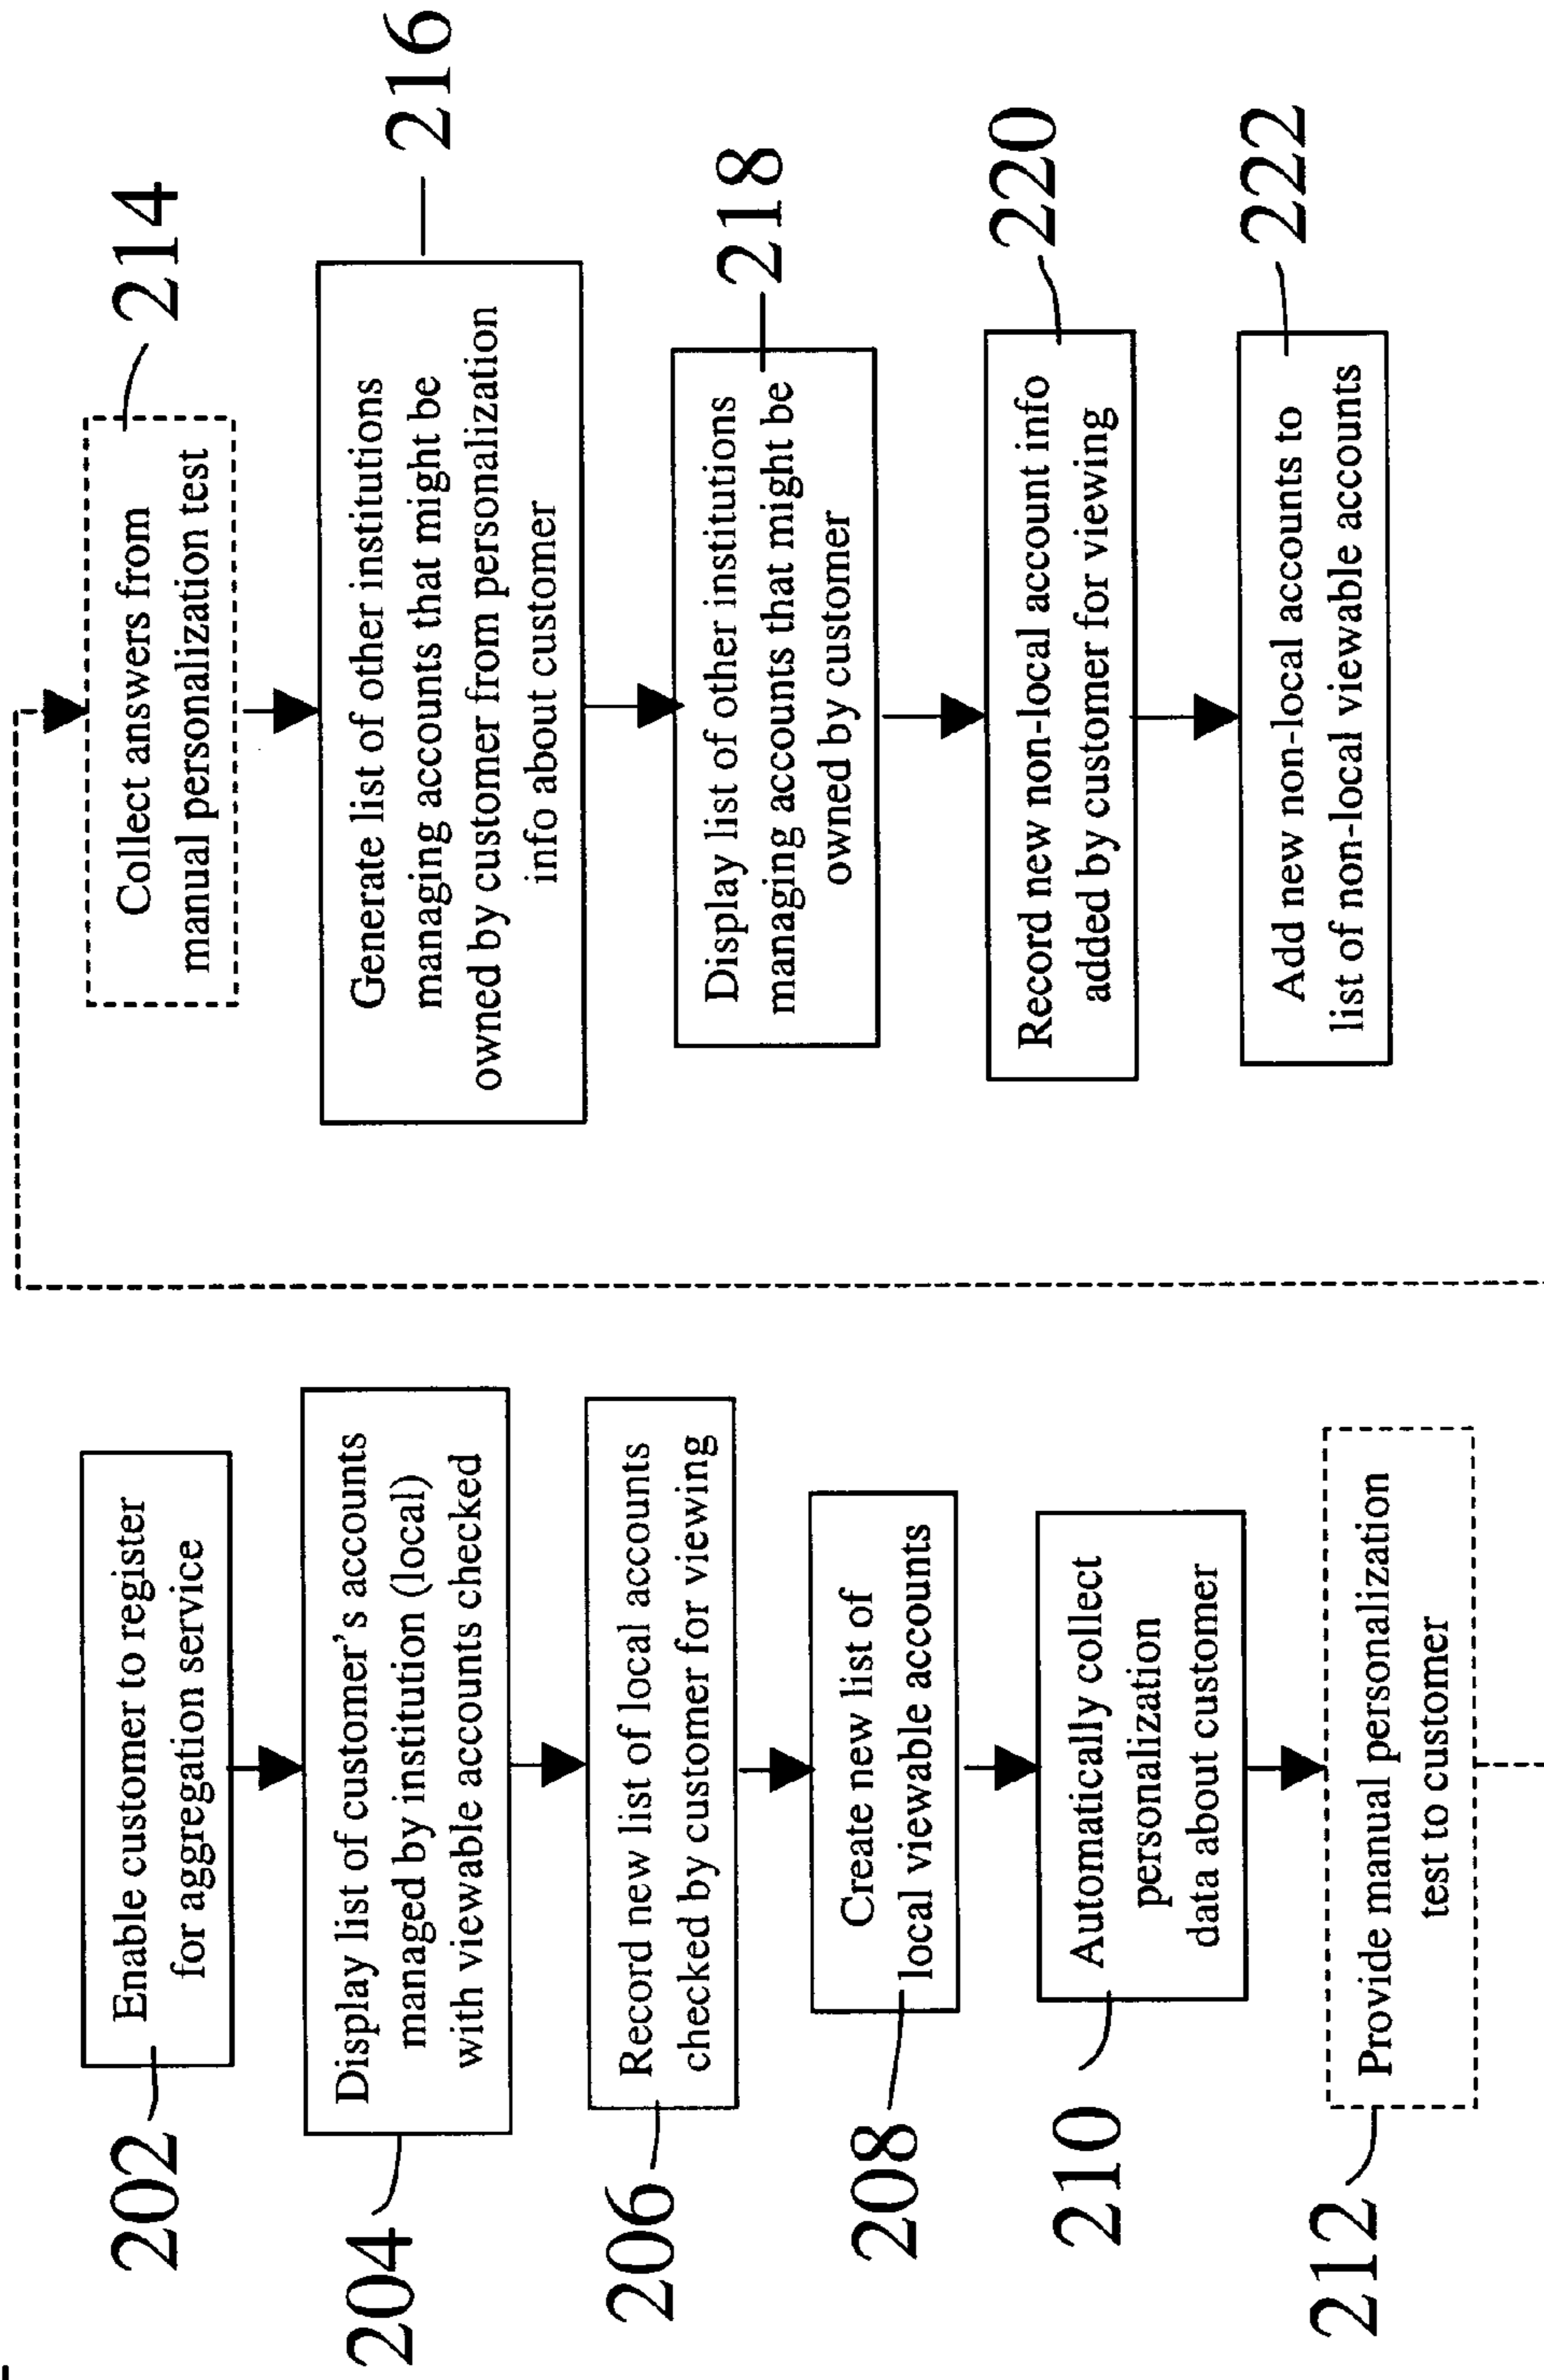 202
Enable customer to register
for aggregation service
204
Display list of customer's accounts
managed by institution (local)
with viewable accounts checked
206
Record new list of local accounts
checked by customer for viewing
208
Create new list of
local viewable accounts
210
Automatically collect
personalization
data about customer
212
Provide manual personalization
test to customer
214
Collect answers from
manual personalization test
216
Generate list of other institutions
managing accounts that might be
owned by customer from personalization
info about customer
218
Display list of other institutions
managing accounts that might be
owned by customer
220
Record new non-local account info
added by customer for viewing
222
Add new non-local accounts to
list of non-local viewable accounts